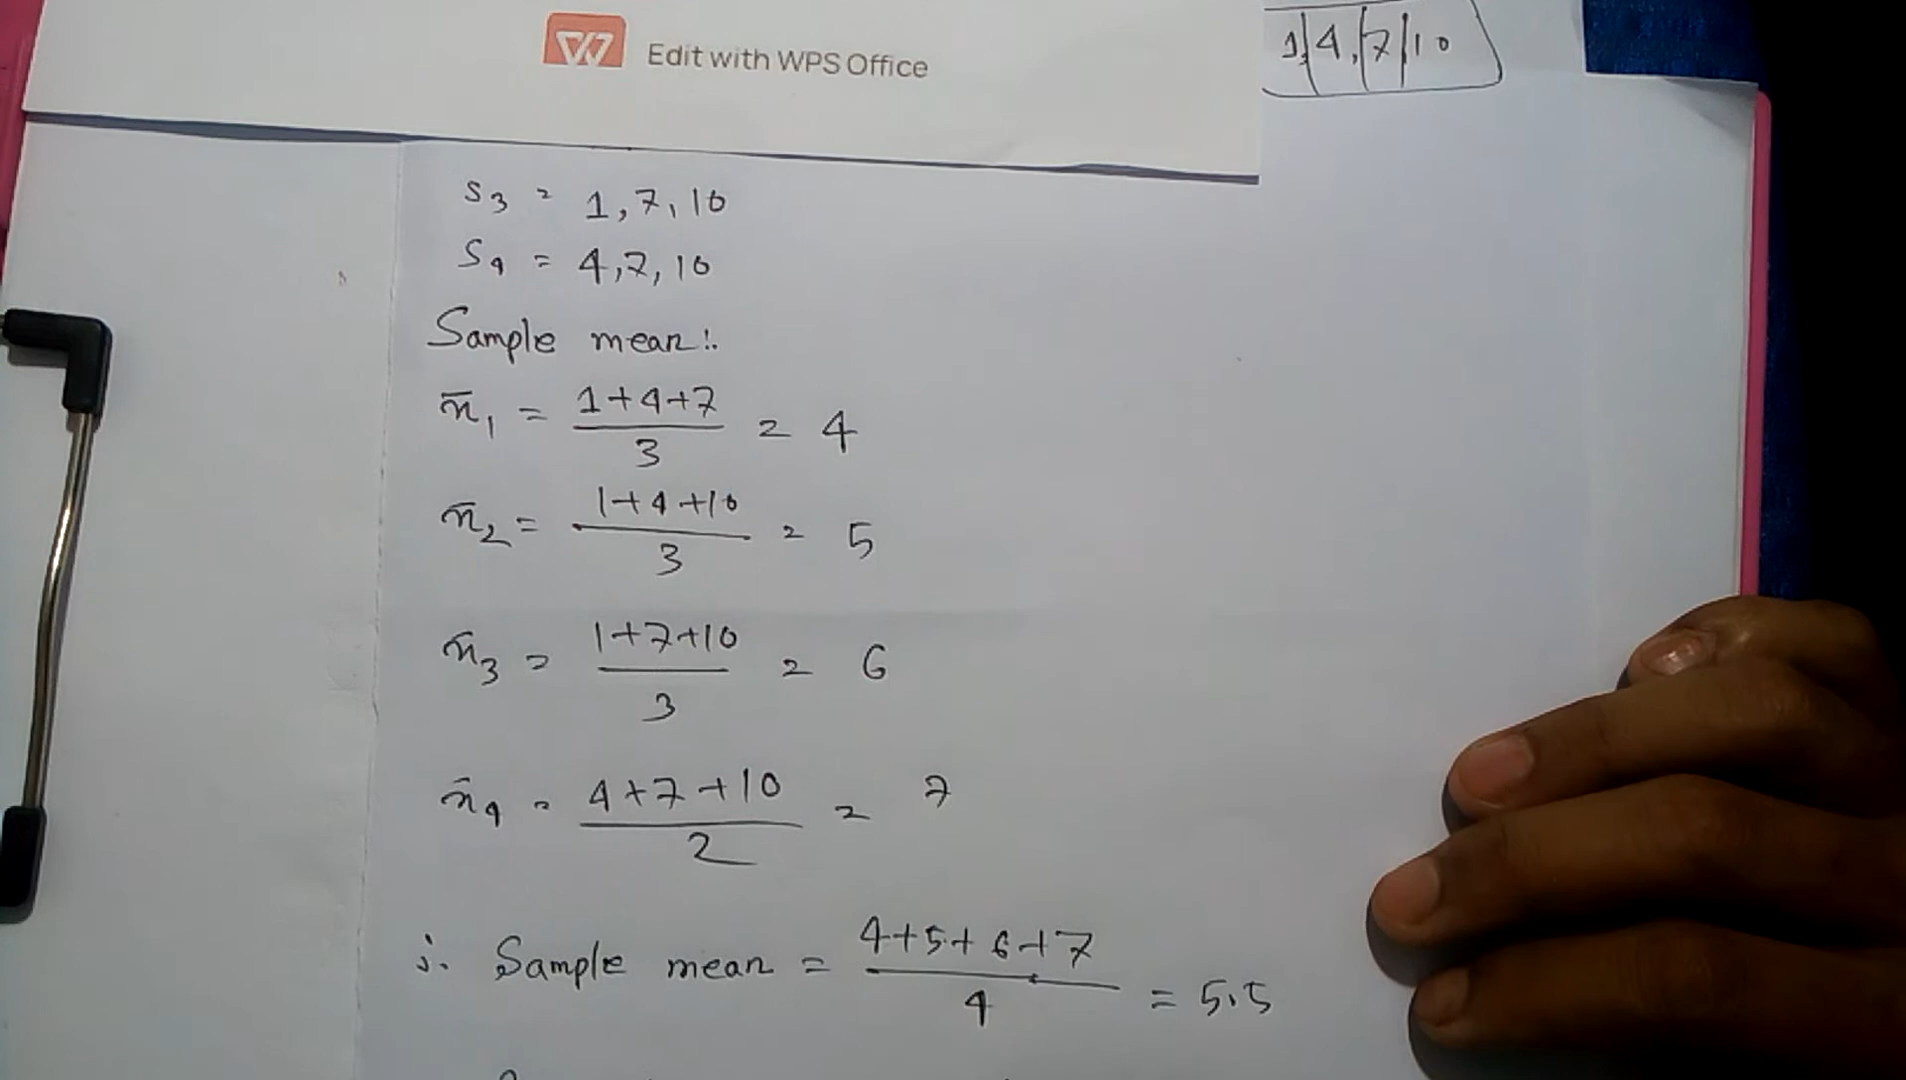 Edit with WPS Office
1,4,7,10
S3 = 1,7,10
S4 = 4,7,10
Sample mean:.
x̄1 = (1+4+7)/3 = 4
x̄2 = (1+4+10)/3 = 5
x̄3 = (1+7+10)/3 = 6
x̄4 = (4+7+10)/2 = 7
∴ Sample mean = (4+5+6+7)/4 = 5.5